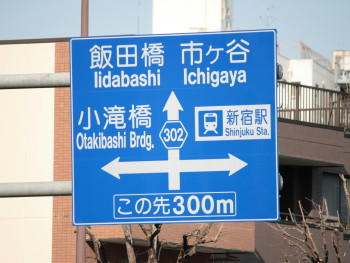 飯田橋 市ケ谷
Iidabashi Ichigaya
小滝橋
Otakibashi Brdg.
302
新宿駅
Shinjuku Sta.
この先300m